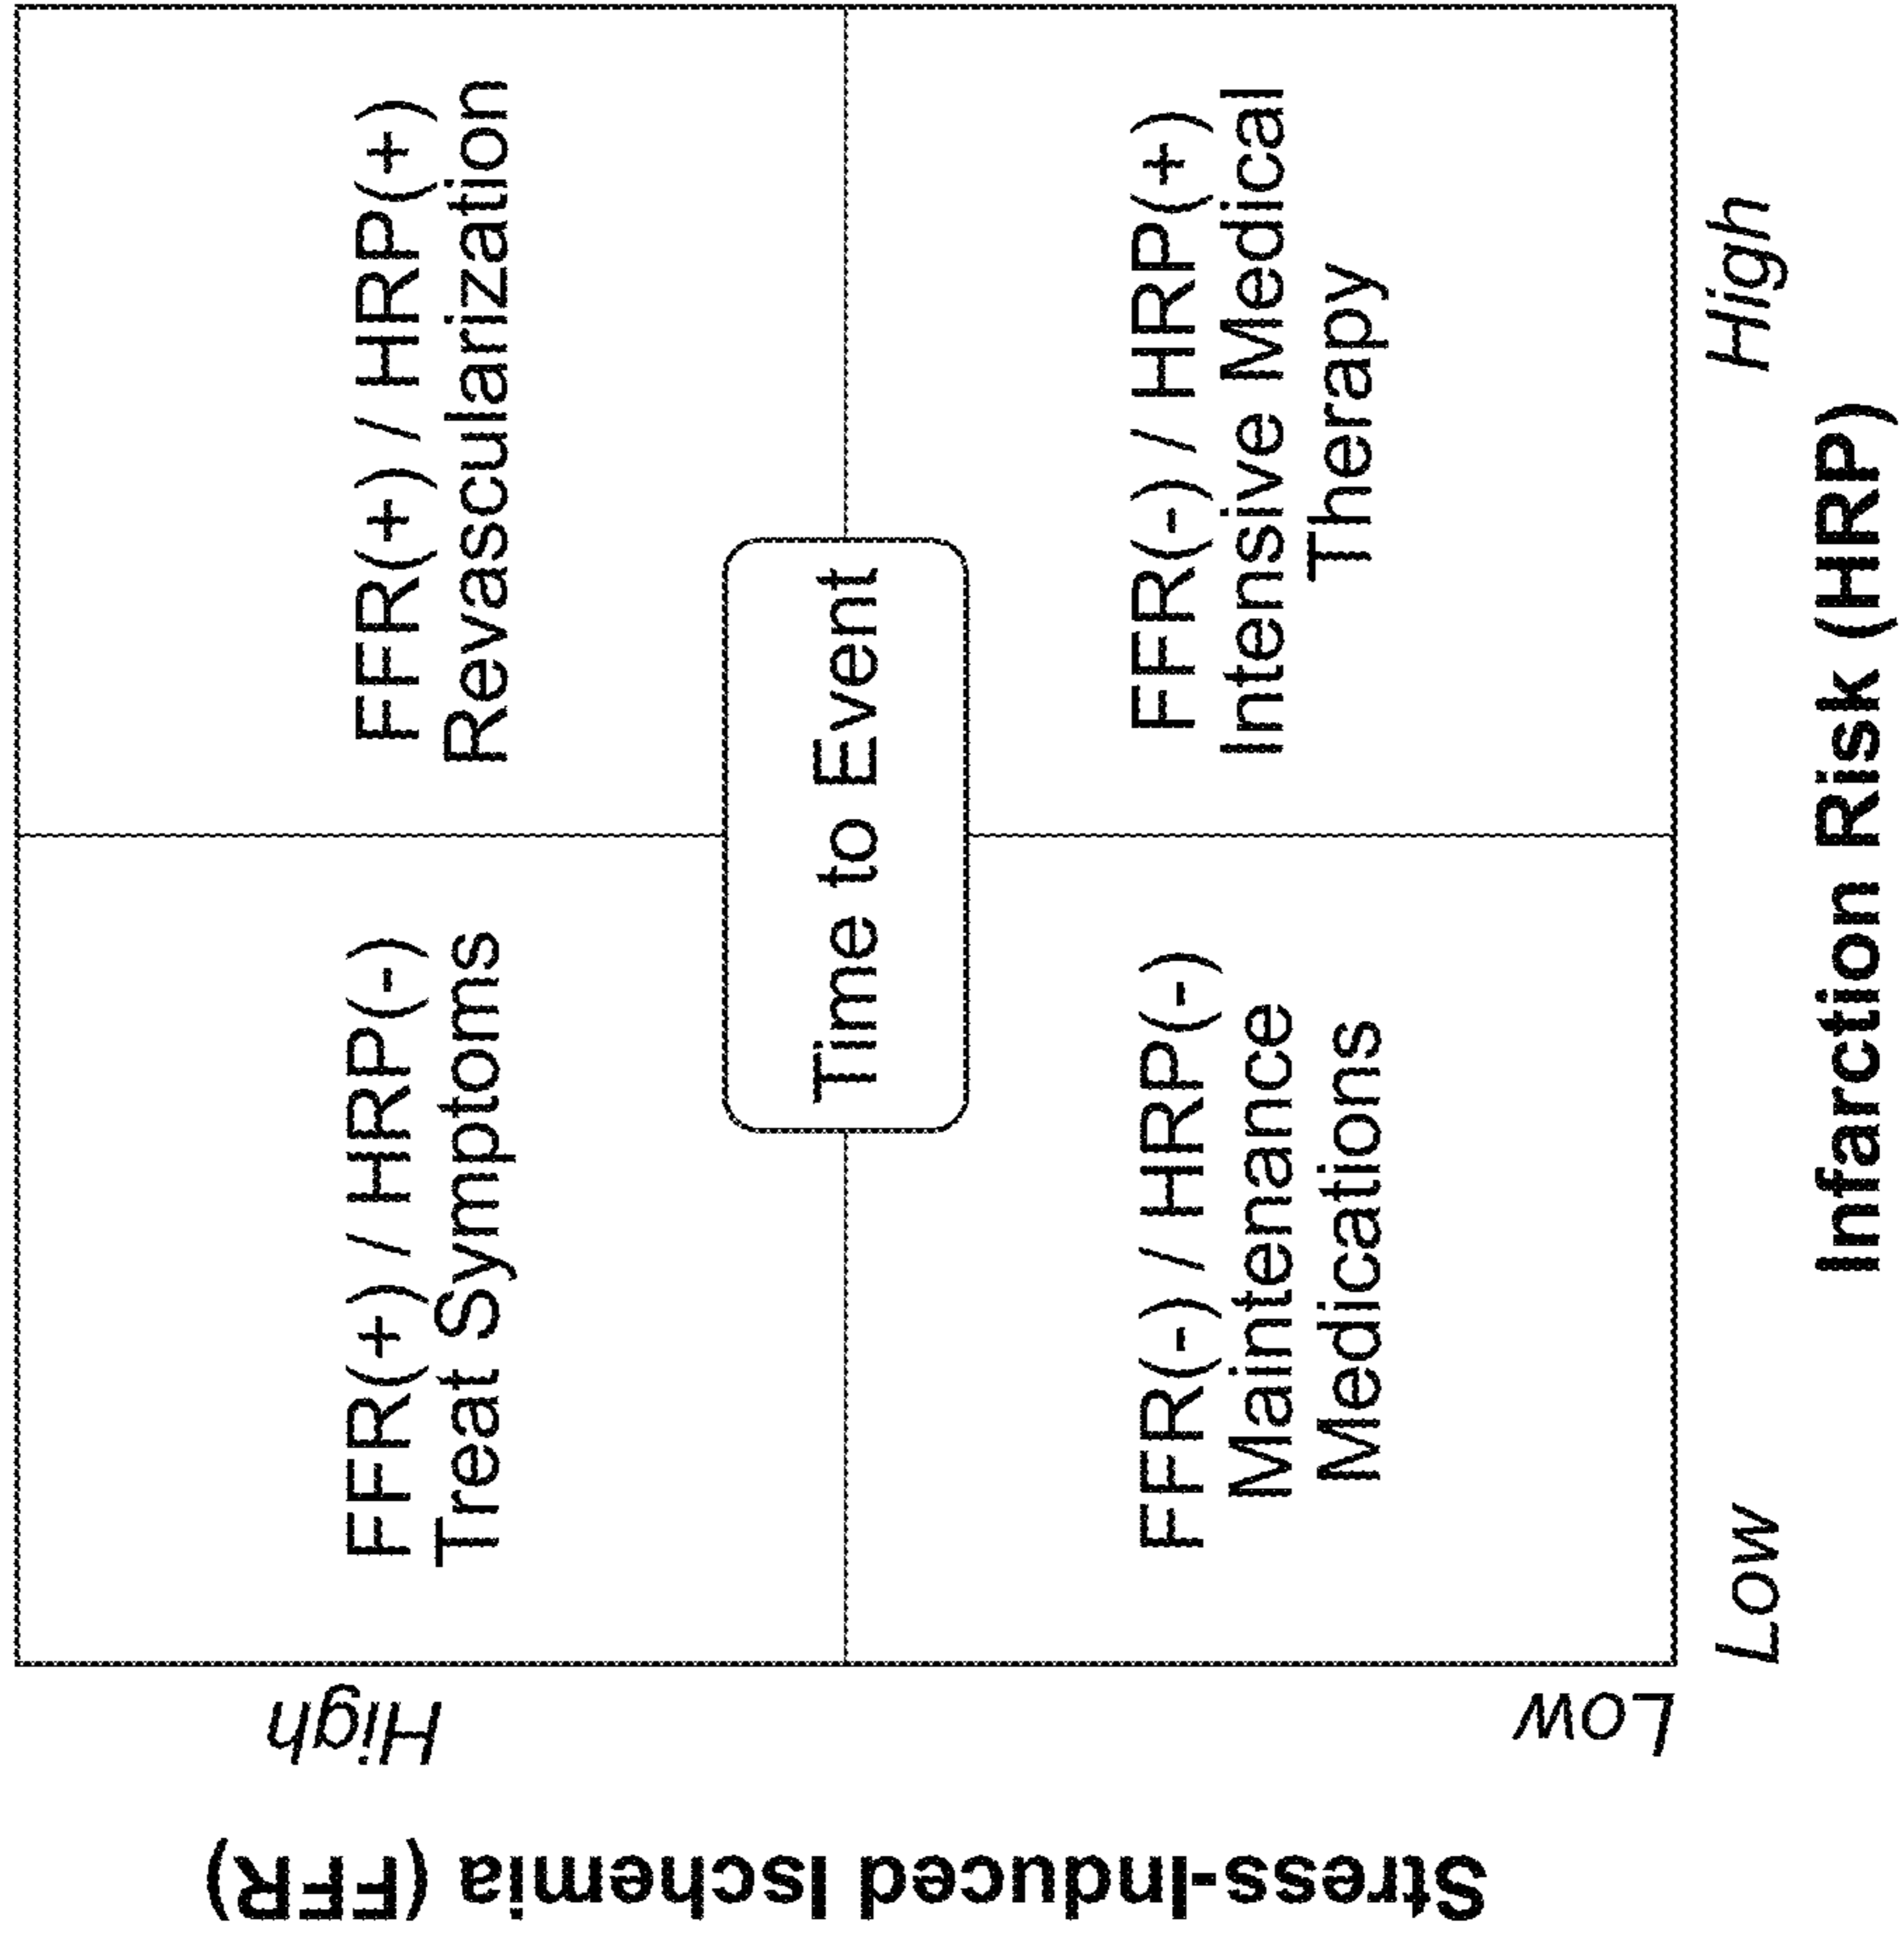 Stress-Induced Ischemia (FFR)
High
Low
FFR(+) / HRP(-)
Treat Symptoms
FFR(+) / HRP(+)
Revascularization
Time to Event
FFR(-) / HRP(-)
Maintenance
Medications
FFR(-) / HRP(+)
Intensive Medical
Therapy
Low
High
Infarction Risk (HRP)